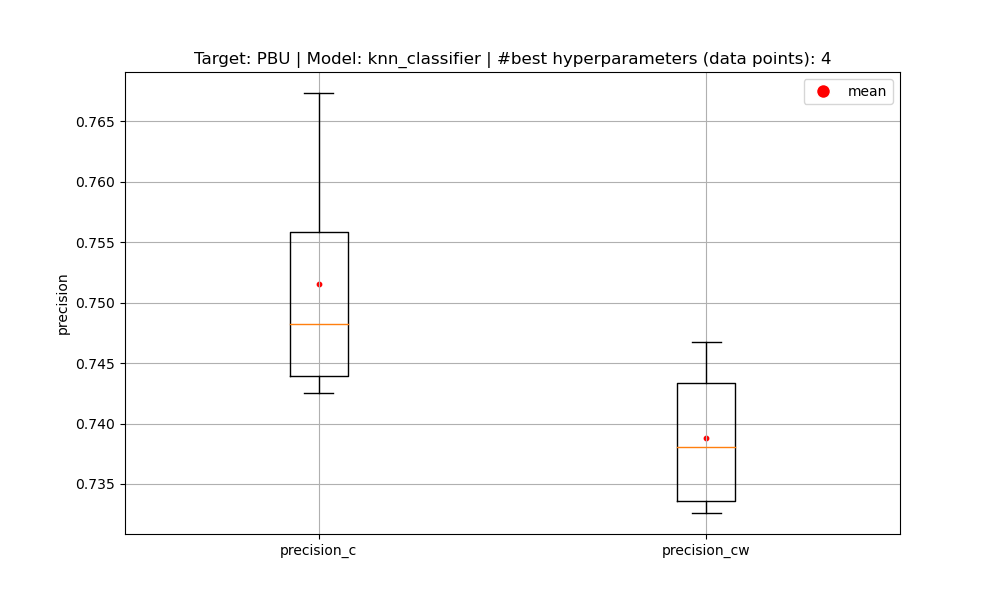 Target: PBU | Model: knn_classifier | #best hyperparameters (data points): 4
mean
0.765
0.760
0.755
0.750
0.745
0.740
0.735
precision
precision_c
precision_cw